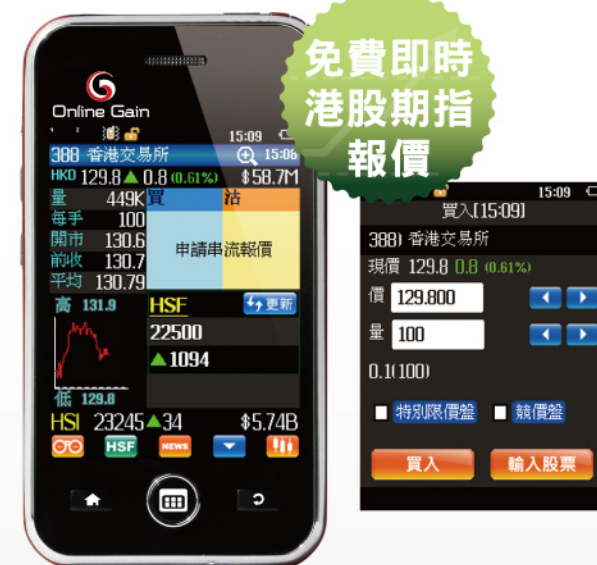 免費即時
港股期指
報價
Online Gain
15:09
388 香港交易所 15:06
HKD 129.8▲ 0.8 (0.61%) $58.7M
量 449K 買 沽
每手 100
開市 130.6
前收 130.7
平均 130.79
申請串流報價
高 131.9
低 129.8
HSF 更新
22500
▲1094
HSI 23245▲34 $5.74B
HSF NEWS
15:09
買入[15:09]
388) 香港交易所
現價 129.8 0.8 (0.61%)
價 129.800
量 100
0.1(100)
特別限價盤 競價盤
買入 輸入股票